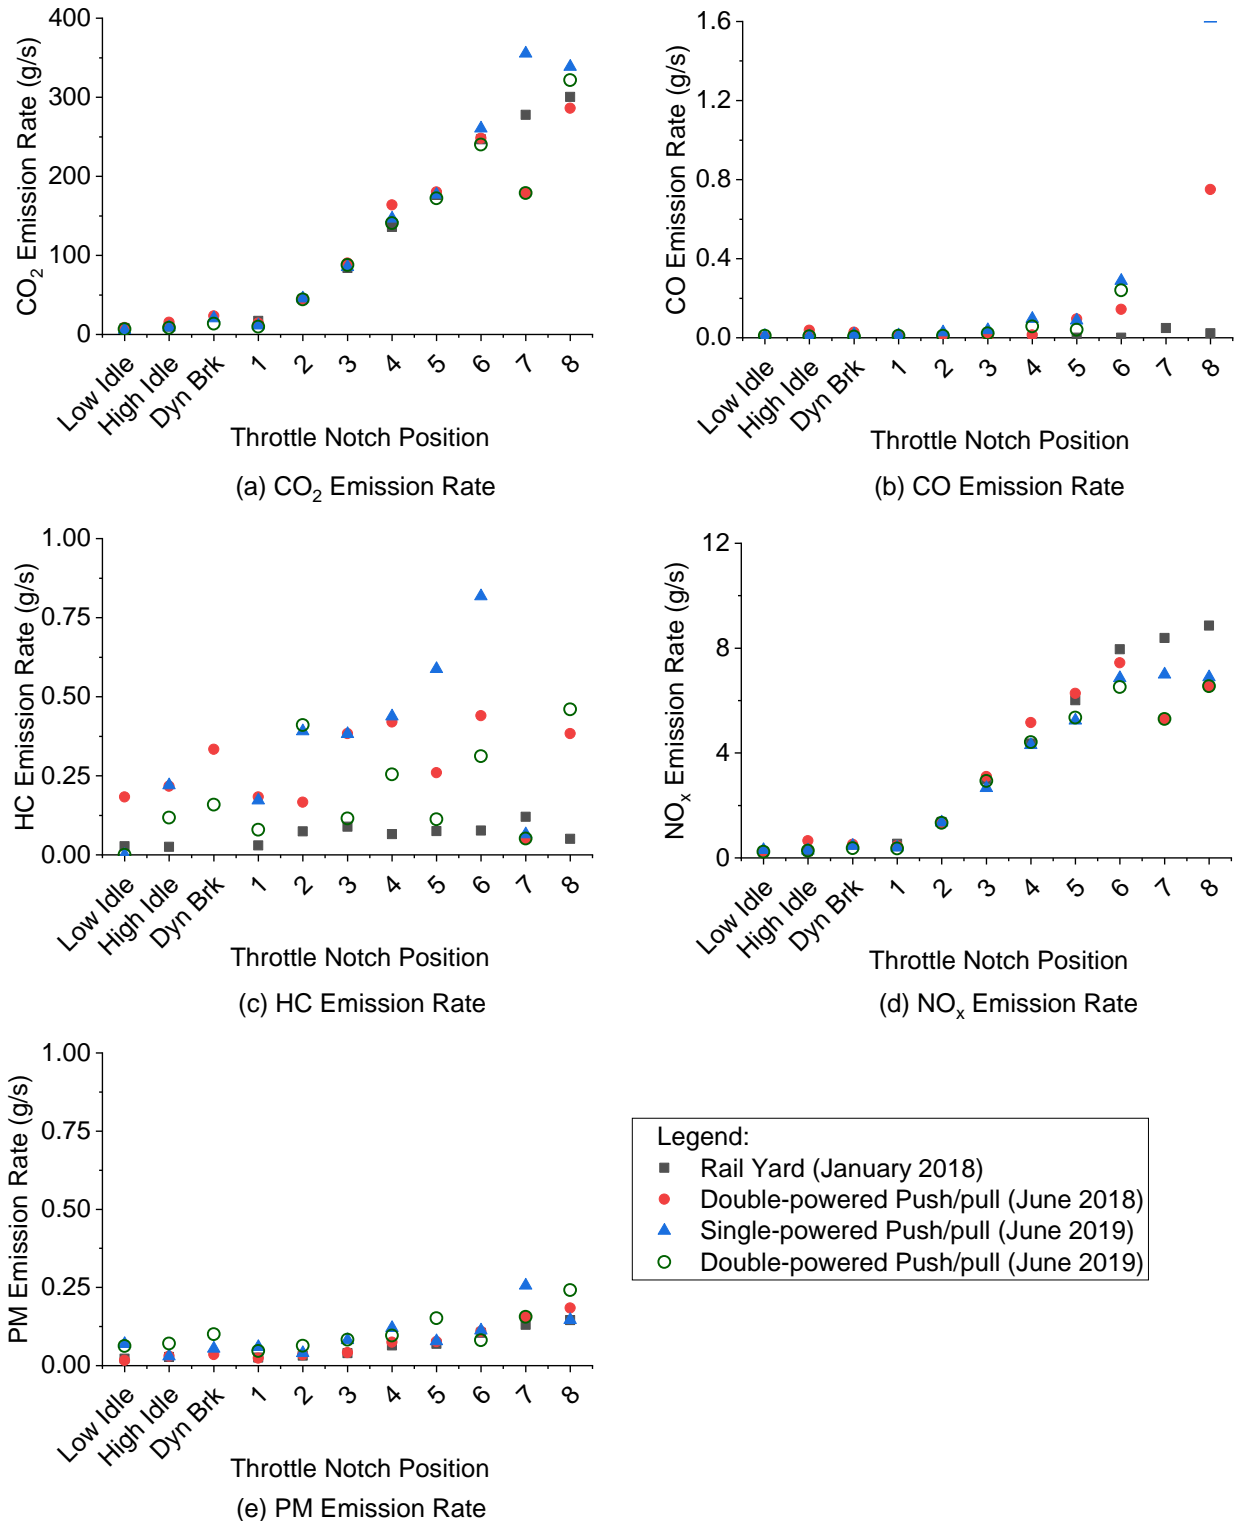 400
300
200
100
0
CO2 Emission Rate (g/s)
Low Idle
High Idle
Dyn Brk
1
2
3
4
5
6
7
8
Throttle Notch Position
(a) CO2 Emission Rate
1.6
1.2
0.8
0.4
0.0
CO Emission Rate (g/s)
Low Idle
High Idle
Dyn Brk
1
2
3
4
5
6
7
8
Throttle Notch Position
(b) CO Emission Rate
1.00
0.75
0.50
0.25
0.00
HC Emission Rate (g/s)
Low Idle
High Idle
Dyn Brk
1
2
3
4
5
6
7
8
Throttle Notch Position
(c) HC Emission Rate
12
8
4
0
NOx Emission Rate (g/s)
Low Idle
High Idle
Dyn Brk
1
2
3
4
5
6
7
8
Throttle Notch Position
(d) NOx Emission Rate
1.00
0.75
0.50
0.25
0.00
PM Emission Rate (g/s)
Low Idle
High Idle
Dyn Brk
1
2
3
4
5
6
7
8
Throttle Notch Position
(e) PM Emission Rate
Legend:
Rail Yard (January 2018)
Double-powered Push/pull (June 2018)
Single-powered Push/pull (June 2019)
Double-powered Push/pull (June 2019)